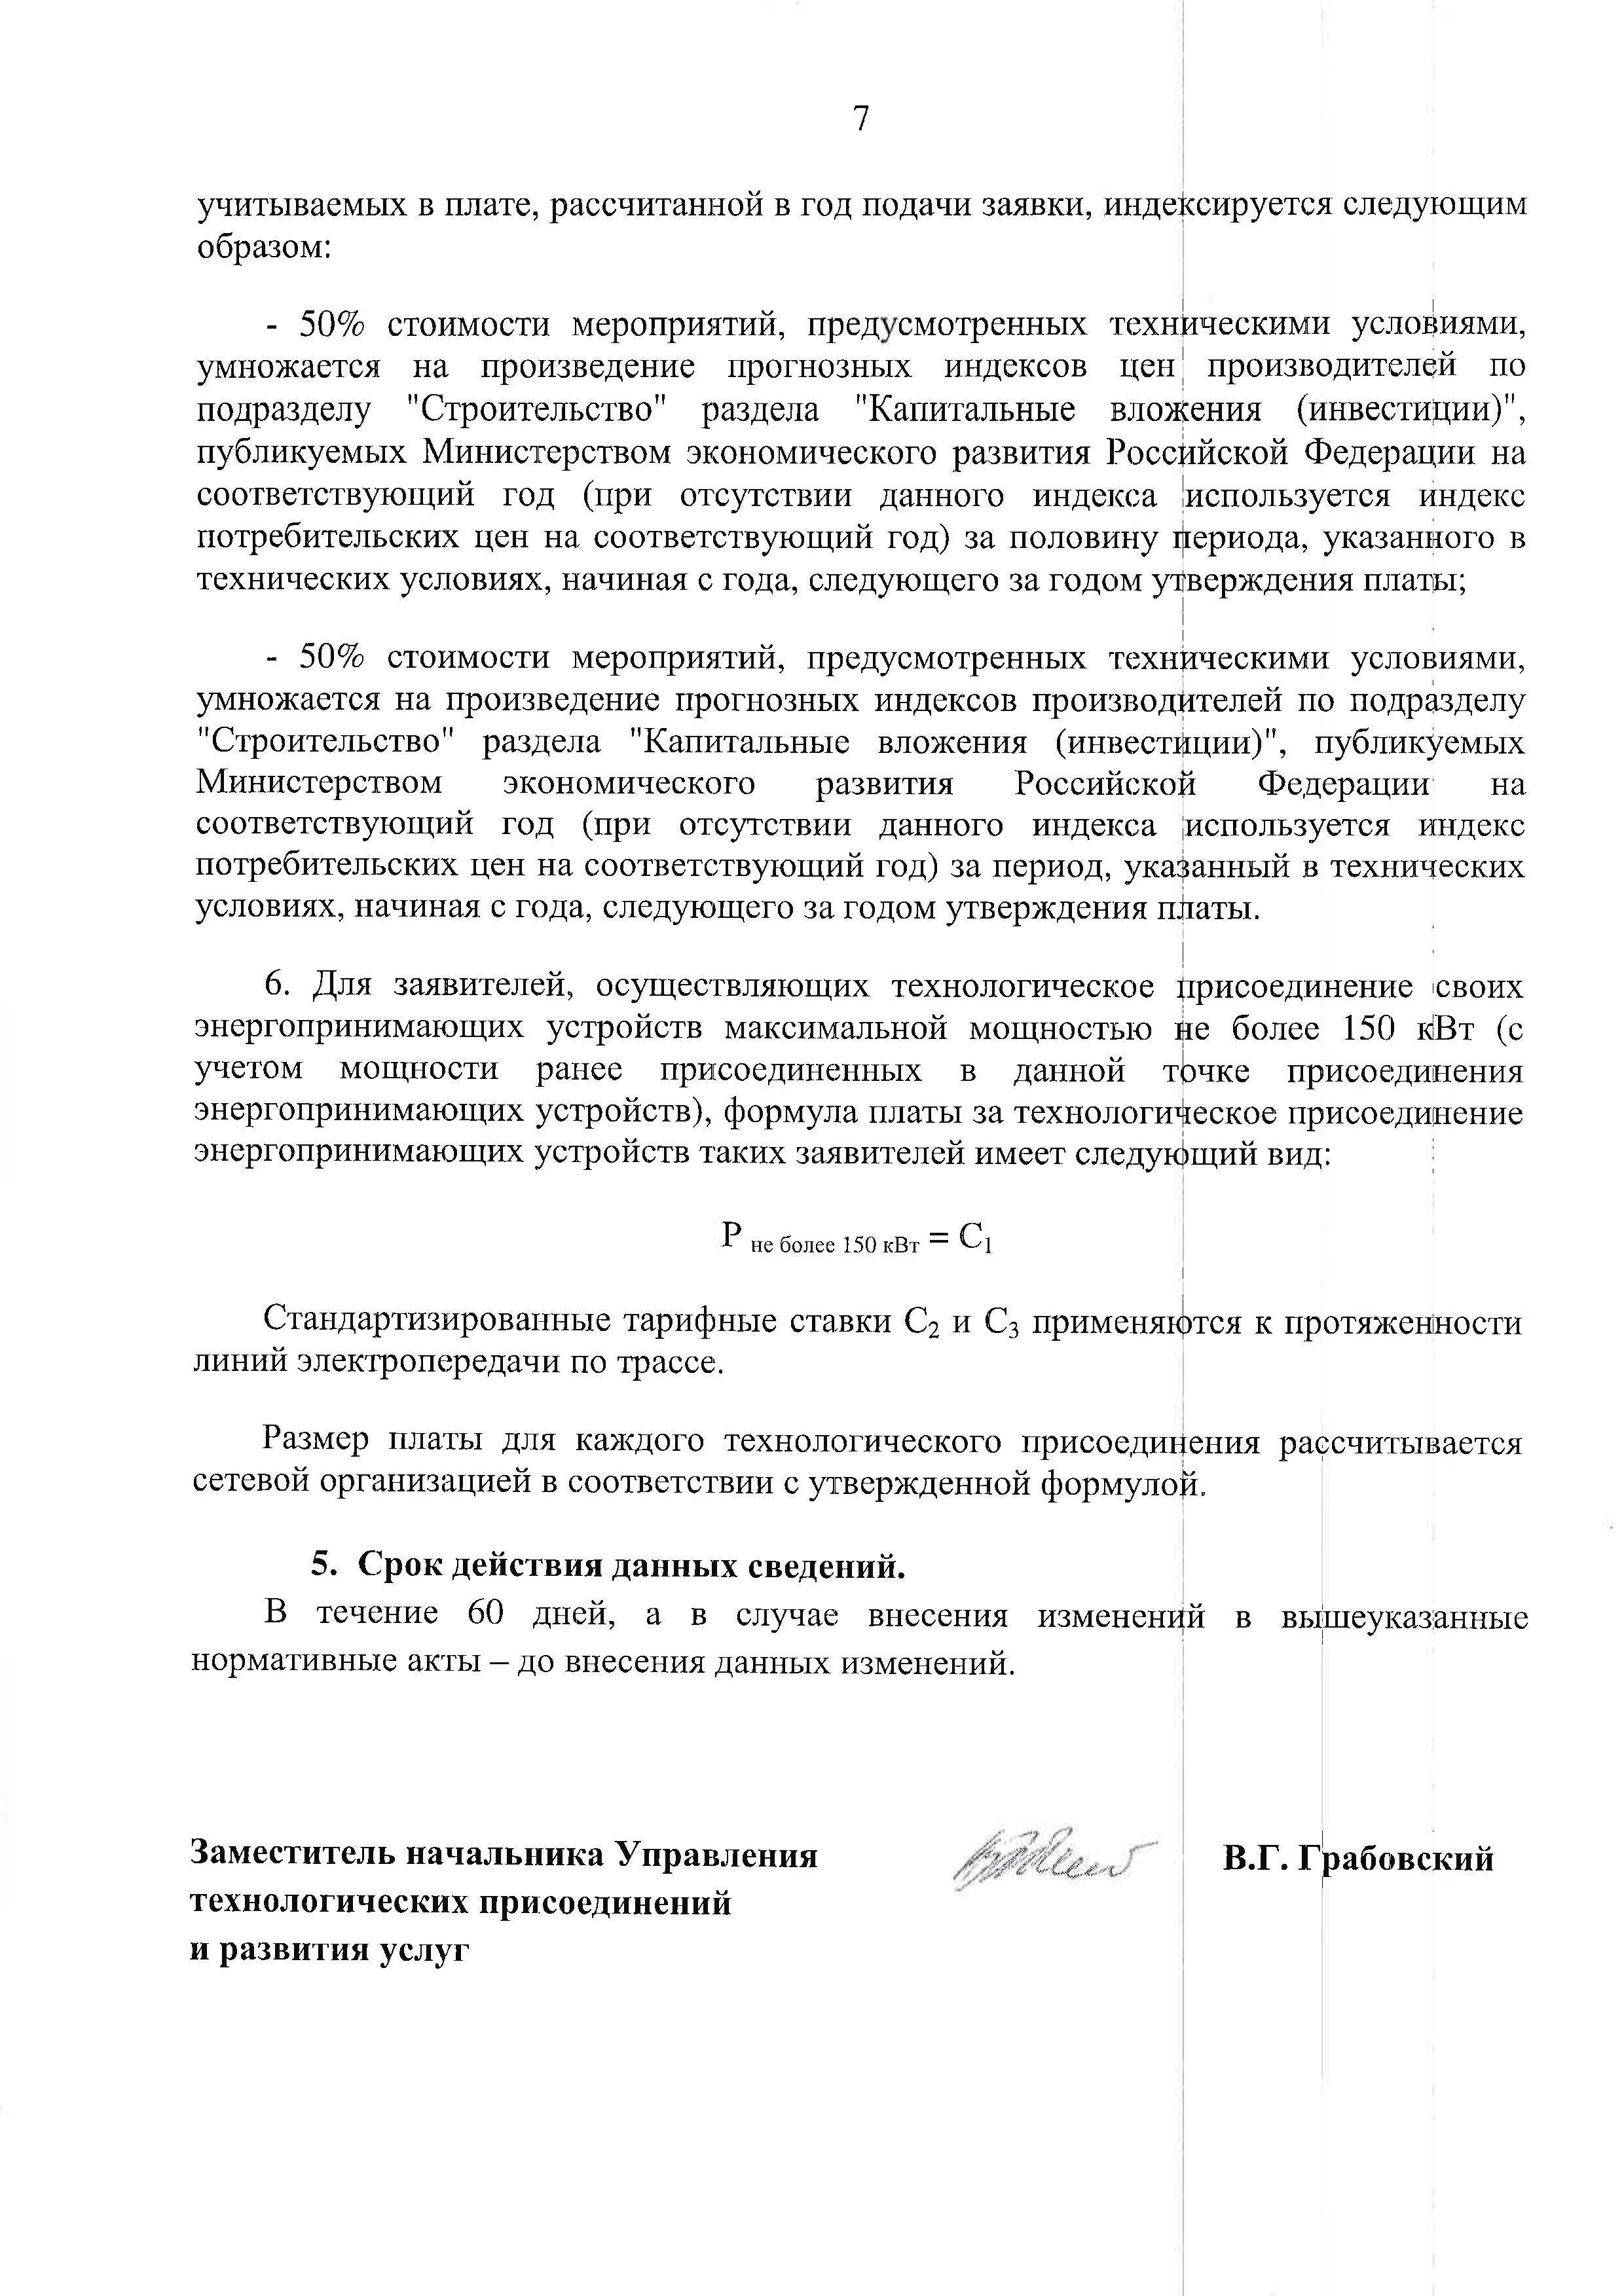 7
учитываемых в плате, рассчитанной в год подачи заявки, индексируется следующим
образом:
- 50% стоимости мероприятий, предусмотренных техническими условиями,
умножается на произведение прогнозных индексов цен производителей по
подразделу "Строительство" раздела "Капитальные вложения (инвестиции)",
публикуемых Министерством экономического развития Российской Федерации на
соответствующий год (при отсутствии данного индекса используется индекс
потребительских цен на соответствующий год) за половину периода, указанного в
технических условиях, начиная с года, следующего за годом утверждения платы;
- 50% стоимости мероприятий, предусмотренных техническими условиями,
умножается на произведение прогнозных индексов производителей по подразделу
"Строительство" раздела "Капитальные вложения (инвестиции)", публикуемых
Министерством экономического развития Российской Федерации на
соответствующий год (при отсутствии данного индекса используется индекс
потребительских цен на соответствующий год) за период, указанный в технических
условиях, начиная с года, следующего за годом утверждения платы.
6. Для заявителей, осуществляющих технологическое присоединение своих
энергопринимающих устройств максимальной мощностью не более 150 кВт (с
учетом мощности ранее присоединенных в данной точке присоединения
энергопринимающих устройств), формула платы за технологическое присоединение
энергопринимающих устройств таких заявителей имеет следующий вид:
Р не более 150 кВт = С₁
Стандартизированные тарифные ставки С₂ и С₃ применяются к протяженности
линий электропередачи по трассе.
Размер платы для каждого технологического присоединения рассчитывается
сетевой организацией в соответствии с утвержденной формулой.
5. Срок действия данных сведений.
В течение 60 дней, а в случае внесения изменений в вышеуказанные
нормативные акты – до внесения данных изменений.
Заместитель начальника Управления В.Г. Грабовский
технологических присоединений
и развития услуг